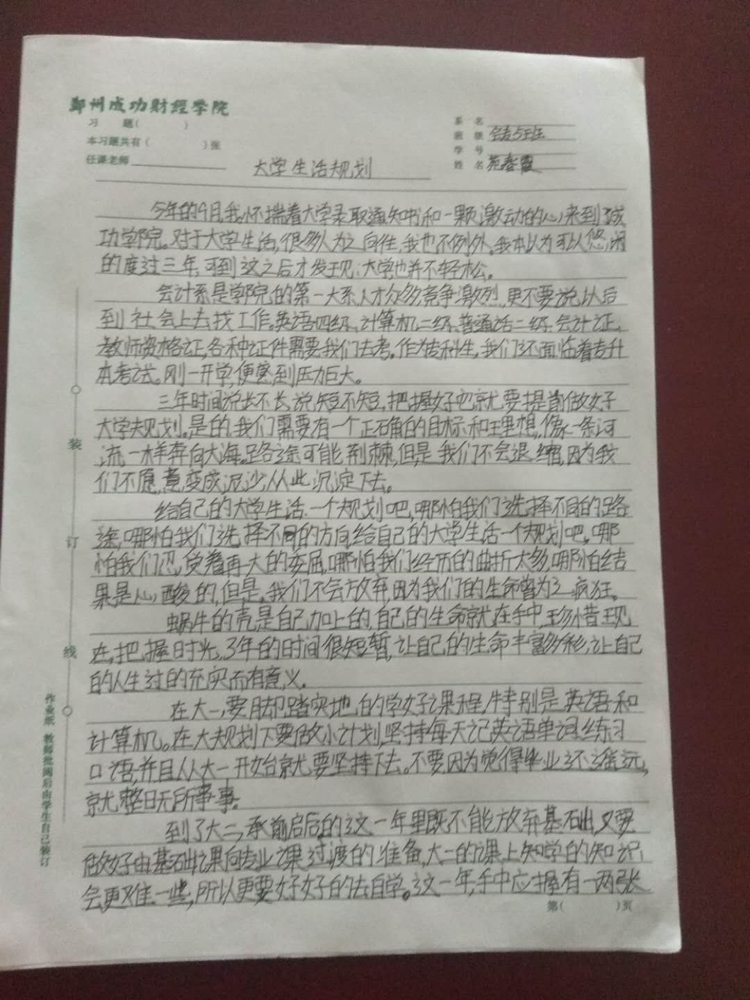 郑州成功财经学院
习 题( )
本习题共有( )张
任课老师
系 名
班 级 会专5班
学 号
姓 名 苑春霞
大学生活规划
今年的9月,我怀揣着大学录取通知书和一颗激动的心来到成
功学院。对于大学生活,很多人为之向往,我也不例外。我本以为可以悠闲
的度过三年,可到这之后才发现:大学也并不轻松。
会计系是学院的第一大系,人才众多,竞争激烈,更不要说以后
到社会上去找工作。英语四级、计算机二级、普通话二级、会计证、
教师资格证,各种证件需要我们去考。作为专科生,我们还面临着专升
本考试。刚一开学,便感到压力巨大。
三年时间说长不长,说短不短,把握好它就要提前做好
大学规划。是的,我们需要有一个正确的目标和理想,像一条河
流一样奔向大海。路途可能荆棘,但是我们不会退缩,因为我
们不愿意变成泥沙,从此沉淀下去。
给自己的大学生活一个规划吧,哪怕我们选择不同的路
途,哪怕我们选择不同的方向,给自己的大学生活一个规划吧。哪
怕我们忍受着再大的委屈,哪怕我们经历的曲折太多,哪怕结
果是心酸的,但是,我们不会放弃,因为我们的生命曾为之疯狂。
蜗牛的壳是自己加上的,自己的生命就在手中,珍惜现
在,把握时光,3年的时间很短暂,让自己的生命丰富多彩,让自己
的人生过的充实而有意义。
在大一,要脚踏实地的学好课程,特别是英语和
计算机。在大规划下要做小计划,坚持每天记英语单词、练习
口语,并且从大一开始就要坚持下去。不要因为觉得毕业还遥远,
就整日无所事事。
到了大二,承前启后的这一年里既不能放弃基础,又要
做好由基础课向专业课过渡的准备,大二的课上知学的知识
会更难一些,所以更要好好的去自学。这一年,手中应握有一两张
第( )页
装
订
线
作业纸 教师批阅后由学生自己装订